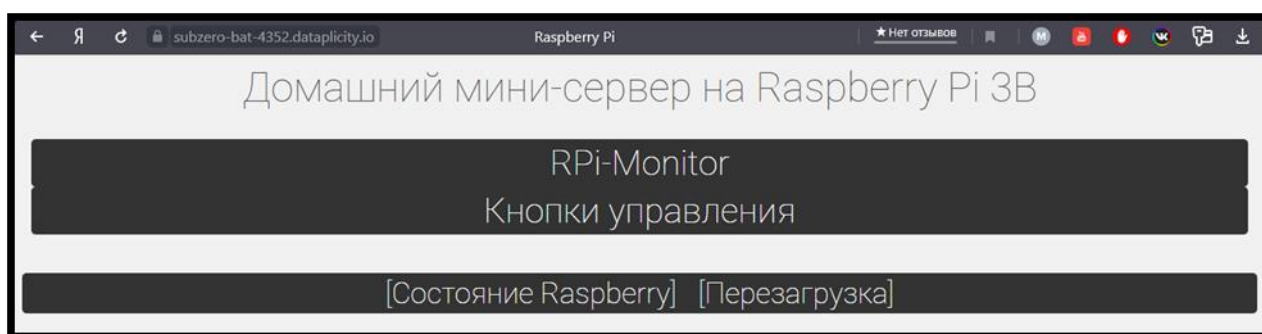 Я subzero-bat-4352.dataplicity.io Raspberry Pi ★ Нет отзывов M
Домашний мини-сервер на Raspberry Pi 3B
RPi-Monitor
Кнопки управления
[Состояние Raspberry] [Перезагрузка]